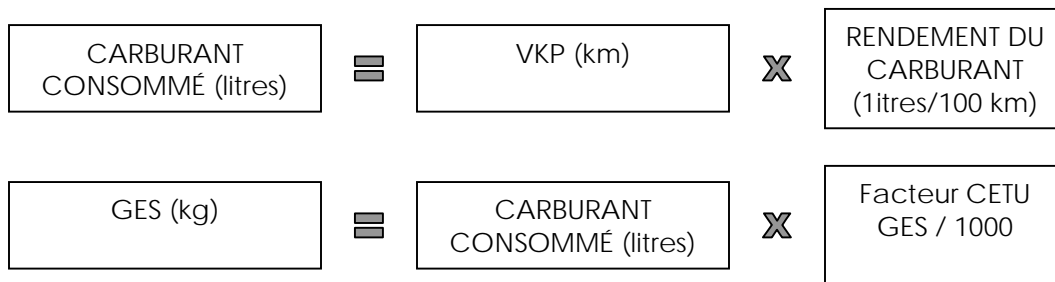 CARBURANT
CONSOMMÉ (litres)
=
VKP (km)
X
RENDEMENT DU
CARBURANT
(1itres/100 km)
GES (kg)
=
CARBURANT
CONSOMMÉ (litres)
X
Facteur CETU
GES / 1000